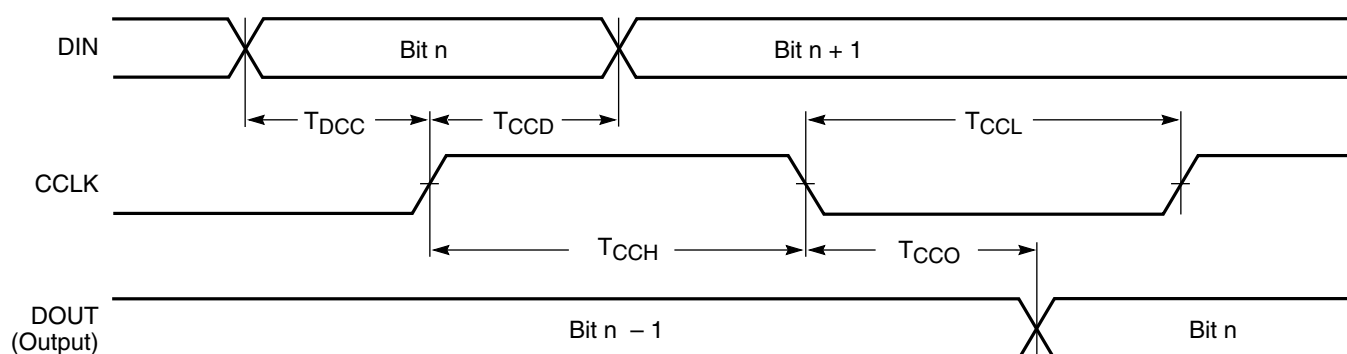 DIN
Bit n
Bit n + 1
TDCC
TCCD
TCCL
CCLK
TCCH
TCCO
DOUT
(Output)
Bit n – 1
Bit n